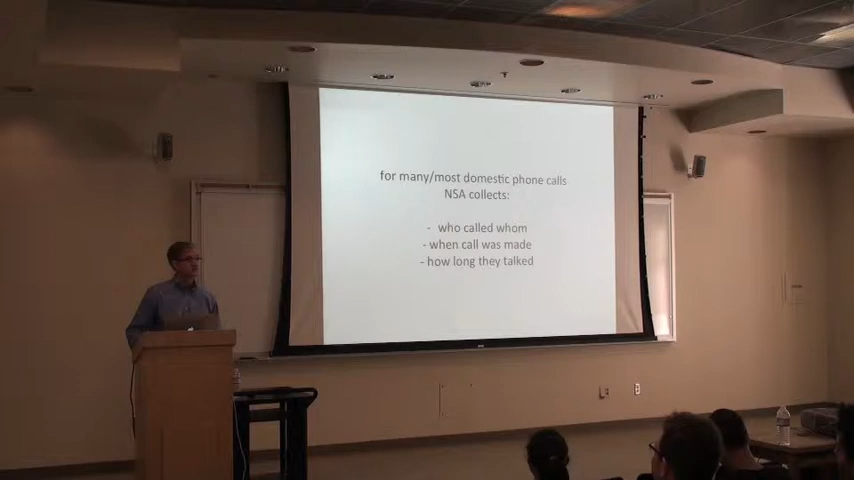 for many/most domestic phone calls
NSA collects:
- who called whom
- when call was made
- how long they talked